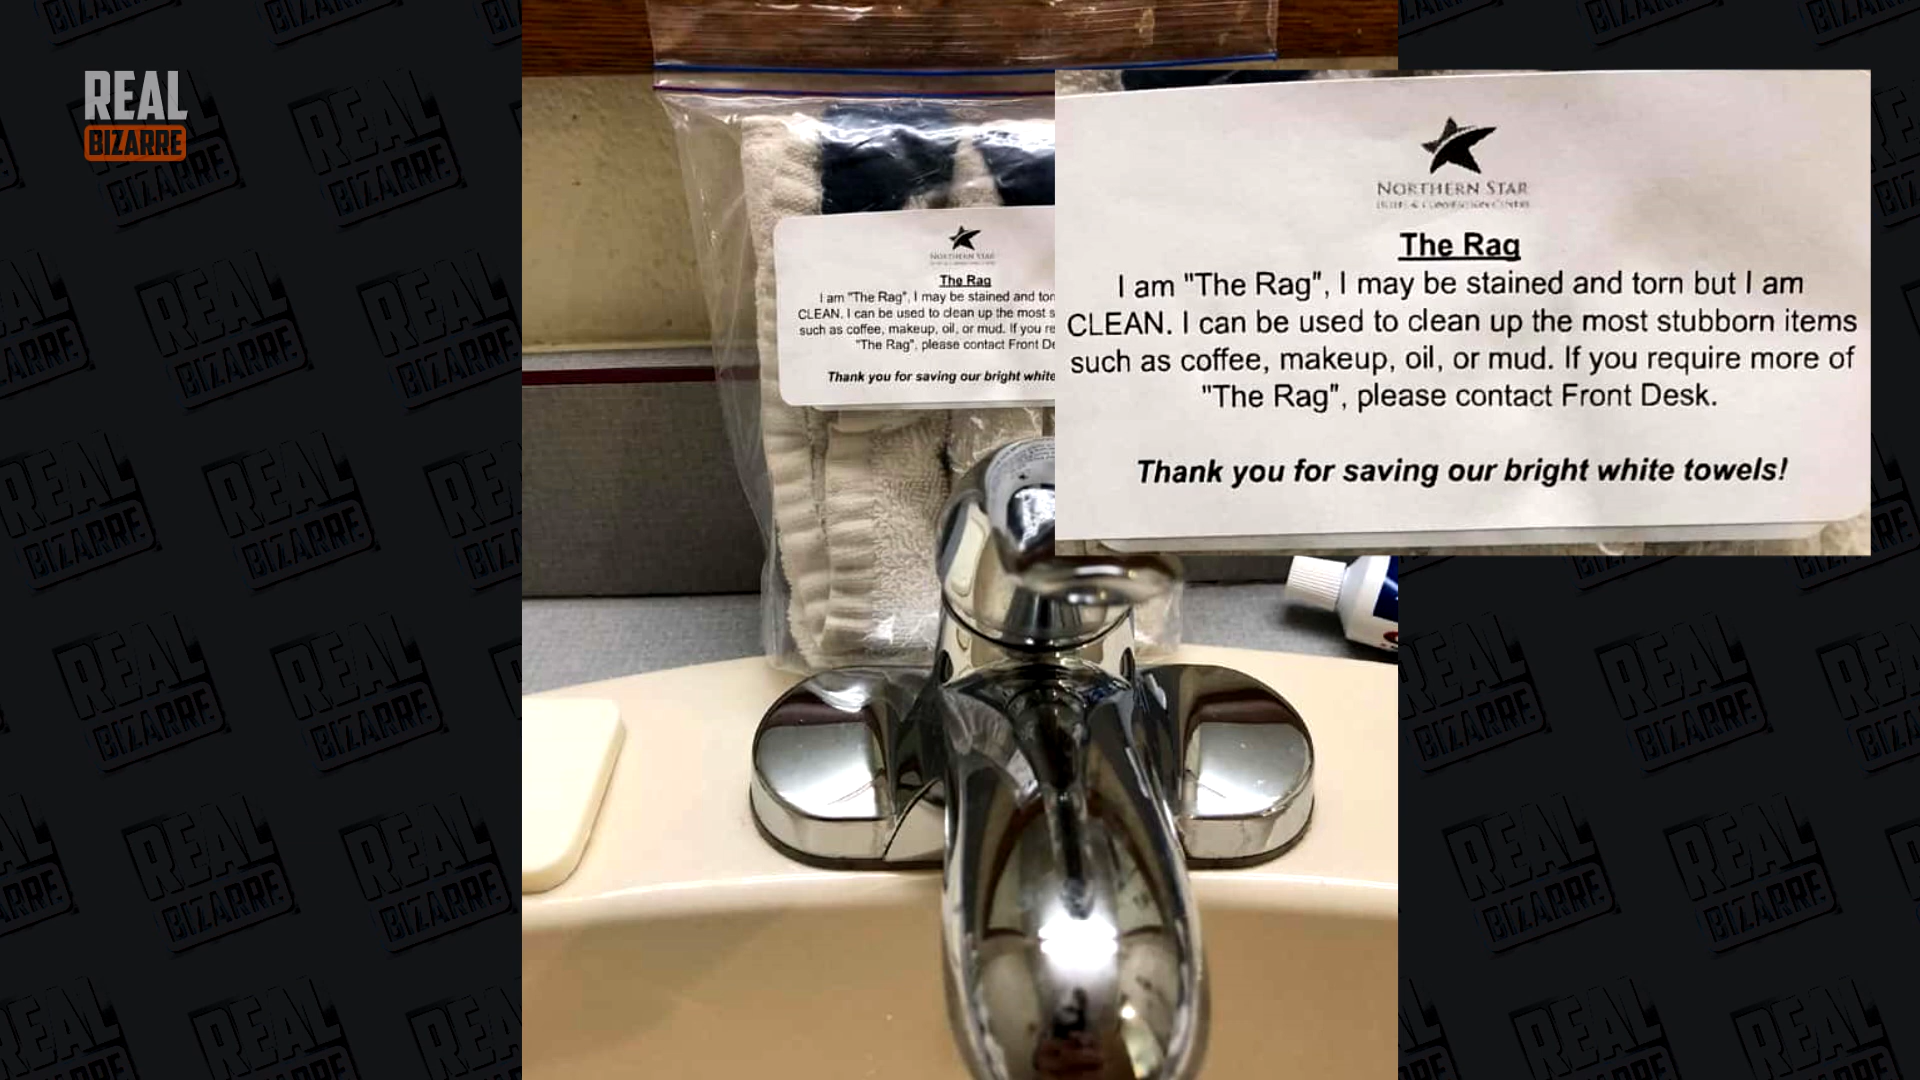 REAL
BIZARRE
NORTHERN STAR
The Rag
I am "The Rag", I may be stained and tor
CLEAN. I can be used to clean up the most s
such as coffee, makeup, oil, or mud. If you re
"The Rag", please contact Front De
Thank you for saving our bright white
NORTHERN STAR
HOTEL & CONVENTION CENTRE
The Rag
I am "The Rag", I may be stained and torn but I am
CLEAN. I can be used to clean up the most stubborn items
such as coffee, makeup, oil, or mud. If you require more of
"The Rag", please contact Front Desk.
Thank you for saving our bright white towels!